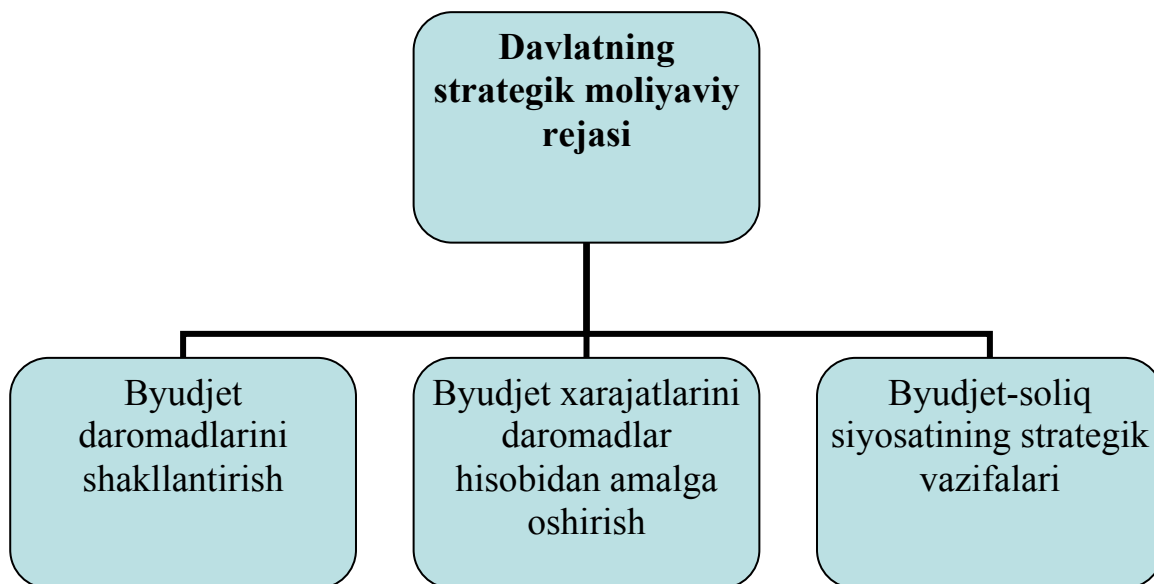 Davlatning
strategik moliyaviy
rejasi
Byudjet
daromadlarini
shakllantirish
Byudjet xarajatlarini
daromadlar
hisobidan amalga
oshirish
Byudjet-soliq
siyosatining strategik
vazifalari